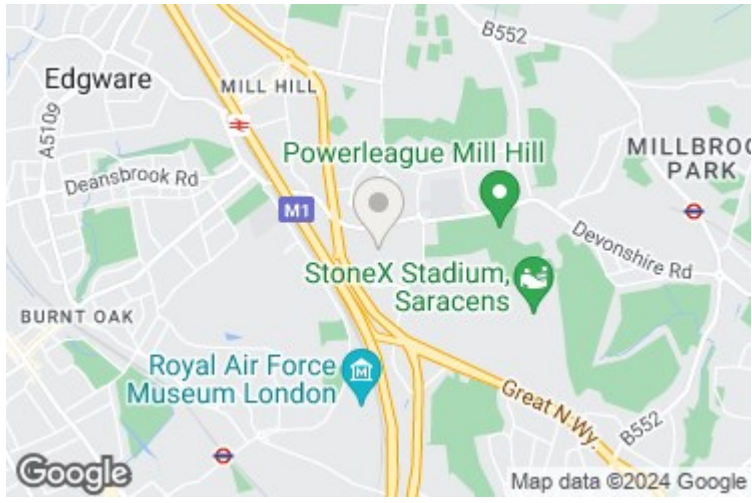 B552
Edgware
MILL HILL
A5109
Powerleague Mill Hill
MILLBROO
PARK
Deansbrook Rd
M1
Devonshire Rd
StoneX Stadium,
Saracens
BURNT OAK
Royal Air Force
Museum London
M
Great N Wy.
B552
Google
Map data ©2024 Google